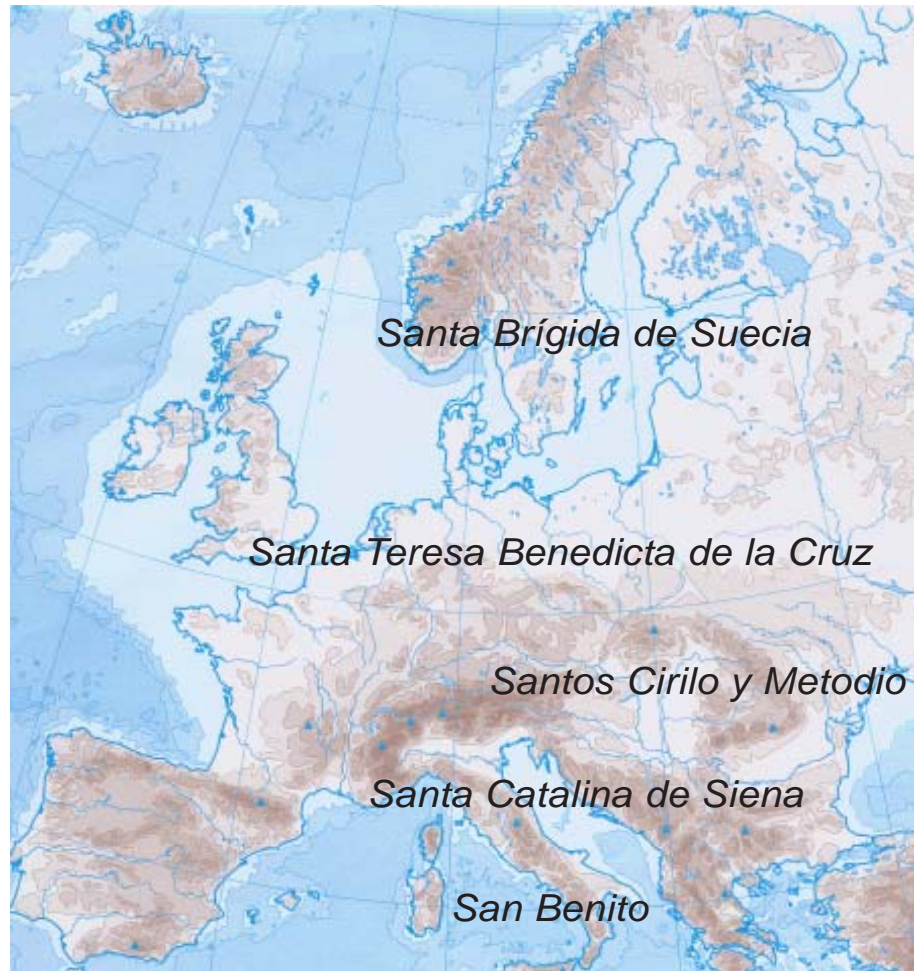 Santa Brígida de Suecia
Santa Teresa Benedicta de la Cruz
Santos Cirilo y Metodio
Santa Catalina de Siena
San Benito